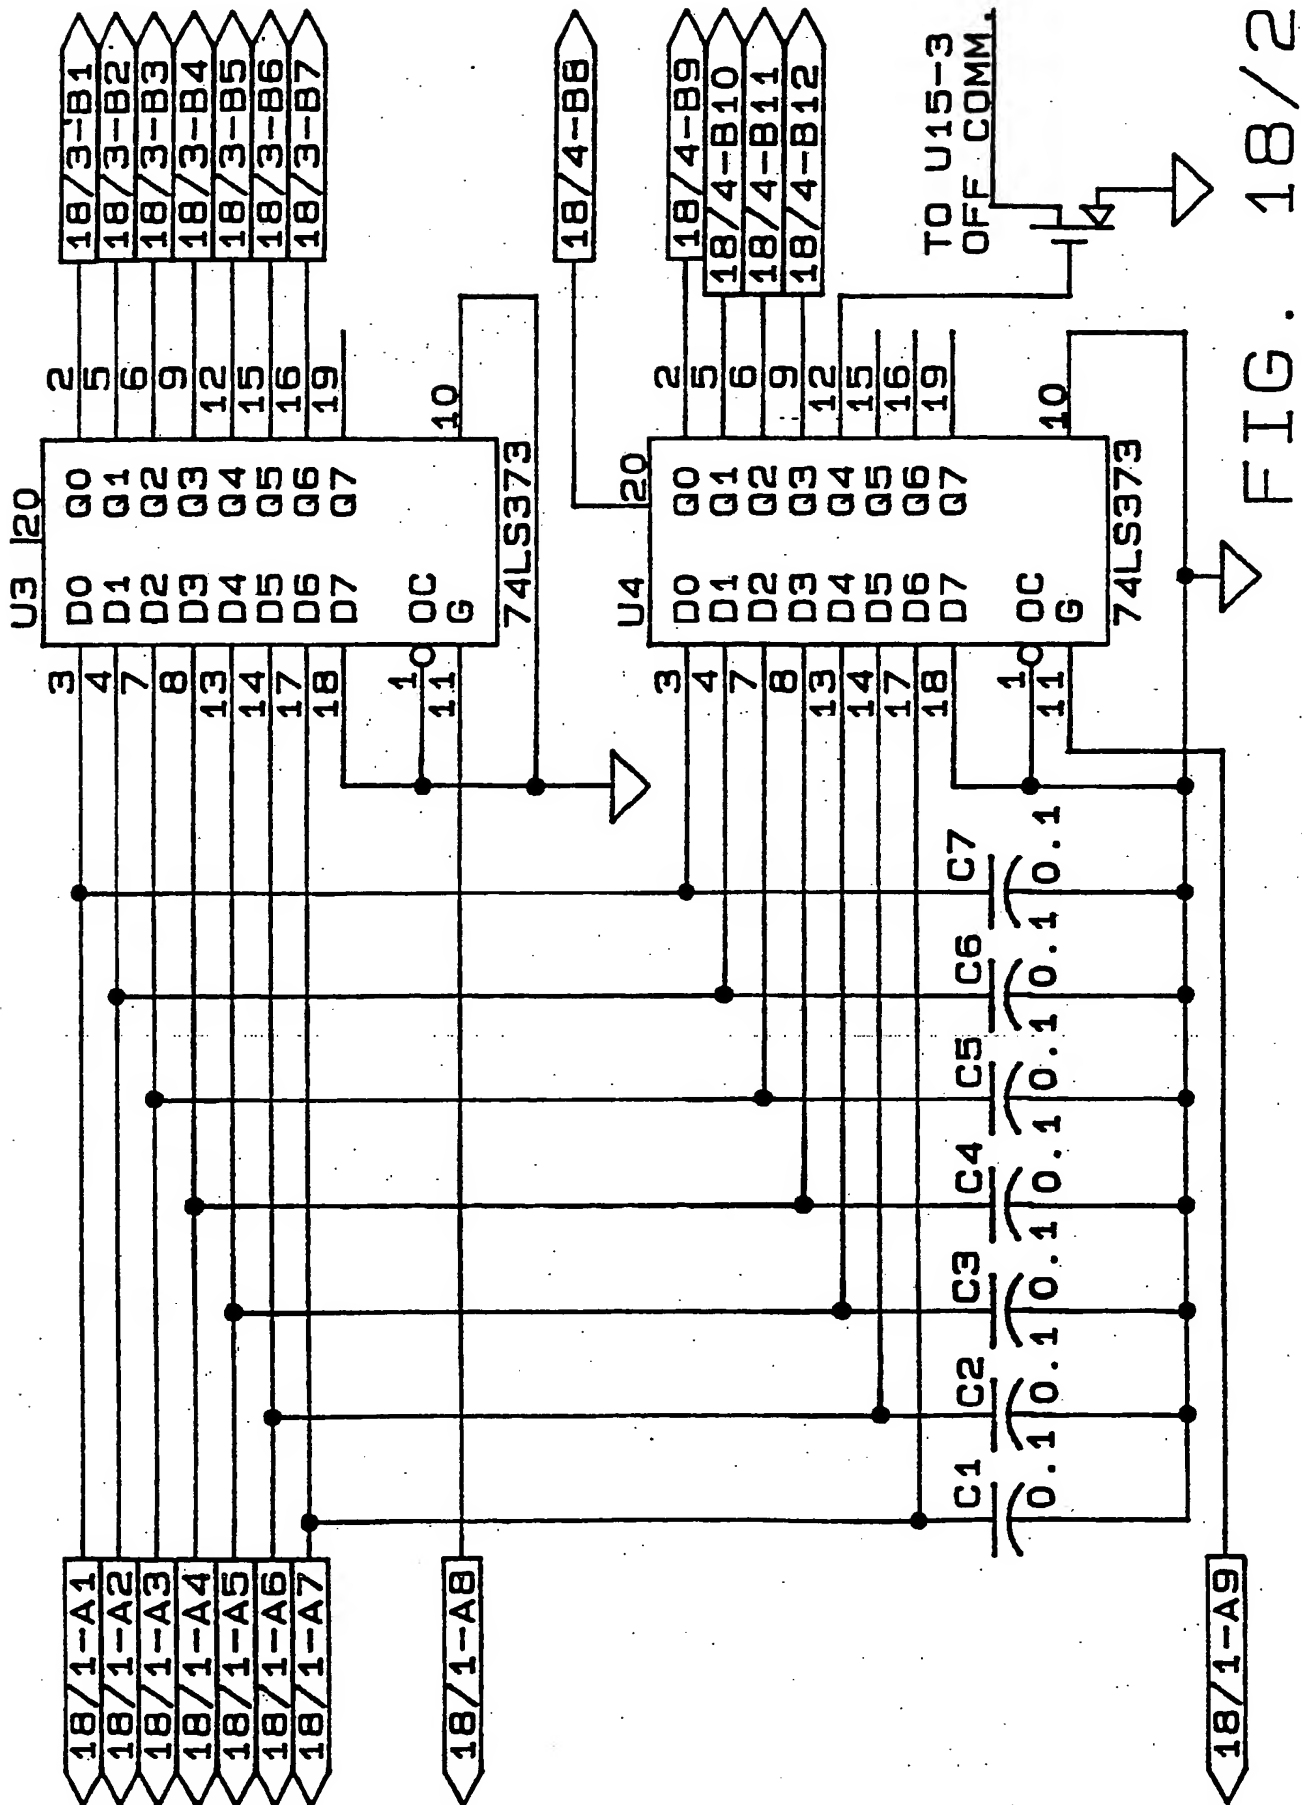 18/1-A1
18/1-A2
18/1-A3
18/1-A4
18/1-A5
18/1-A6
18/1-A7
18/1-A8
18/1-A9
U3
20
3 D0 Q0 2
4 D1 Q1 5
7 D2 Q2 6
8 D3 Q3 9
13 D4 Q4 12
14 D5 Q5 15
17 D6 Q6 16
18 D7 Q7 19
1 OC
11 G 10
74LS373
18/3-B1
18/3-B2
18/3-B3
18/3-B4
18/3-B5
18/3-B6
18/3-B7
18/4-B8
U4
20
3 D0 Q0 2
4 D1 Q1 5
7 D2 Q2 6
8 D3 Q3 9
13 D4 Q4 12
14 D5 Q5 15
17 D6 Q6 16
18 D7 Q7 19
1 OC
11 G 10
74LS373
18/4-B9
18/4-B10
18/4-B11
18/4-B12
TO U15-3
OFF COMM.
C1
0.1
C2
0.1
C3
0.1
C4
0.1
C5
0.1
C6
0.1
C7
0.1
FIG. 18/2